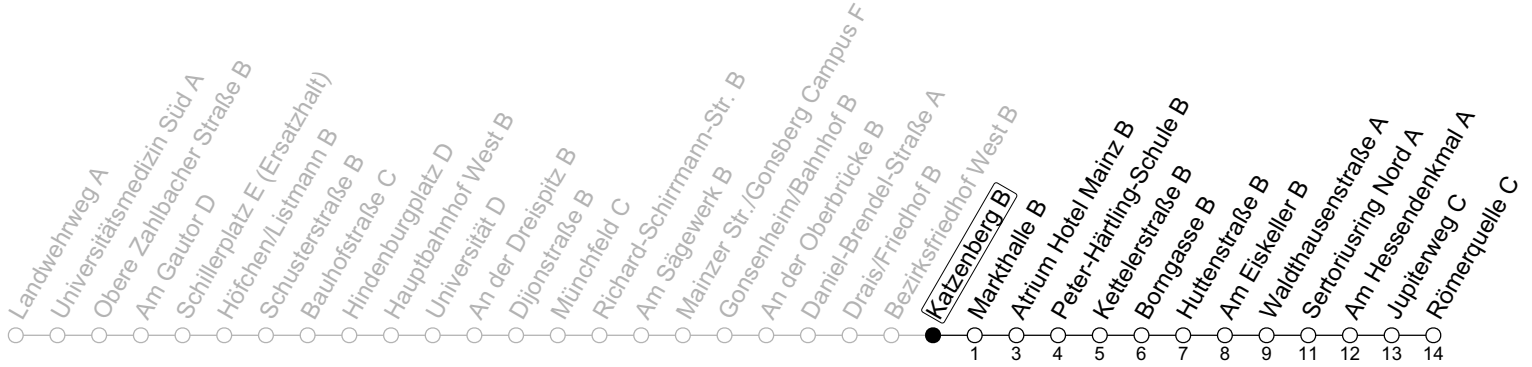 Landwehrweg A
Universitätsmedizin Süd A
Obere Zahlbacher Straße B
Am Gautor D
Schillerplatz E (Ersatzhalt)
Höfchen/Listmann B
Schusterstraße B
Bauhofstraße C
Hindenburgplatz D
Hauptbahnhof West B
Universität D
An der Dreispitz B
Dijonstraße B
Münchfeld C
Richard-Schirrmann-Str. B
Am Sägewerk B
Mainzer Str./Gonsberg Campus F
Gonsenheim/Bahnhof B
An der Oberbrücke B
Daniel-Brendel-Straße A
Drais/Friedhof B
Bezirksfriedhof West B
Katzenberg B
Markthalle B
Atrium Hotel Mainz B
Peter-Härtling-Schule B
Kettelerstraße B
Borngasse B
Huttenstraße B
Am Eiskeller B
Waldthausenstraße A
Sertoriusring Nord A
Am Hessendenkmal A
Jupiterweg C
Römerquelle C
1 3 4 5 6 7 8 9 11 12 13 14